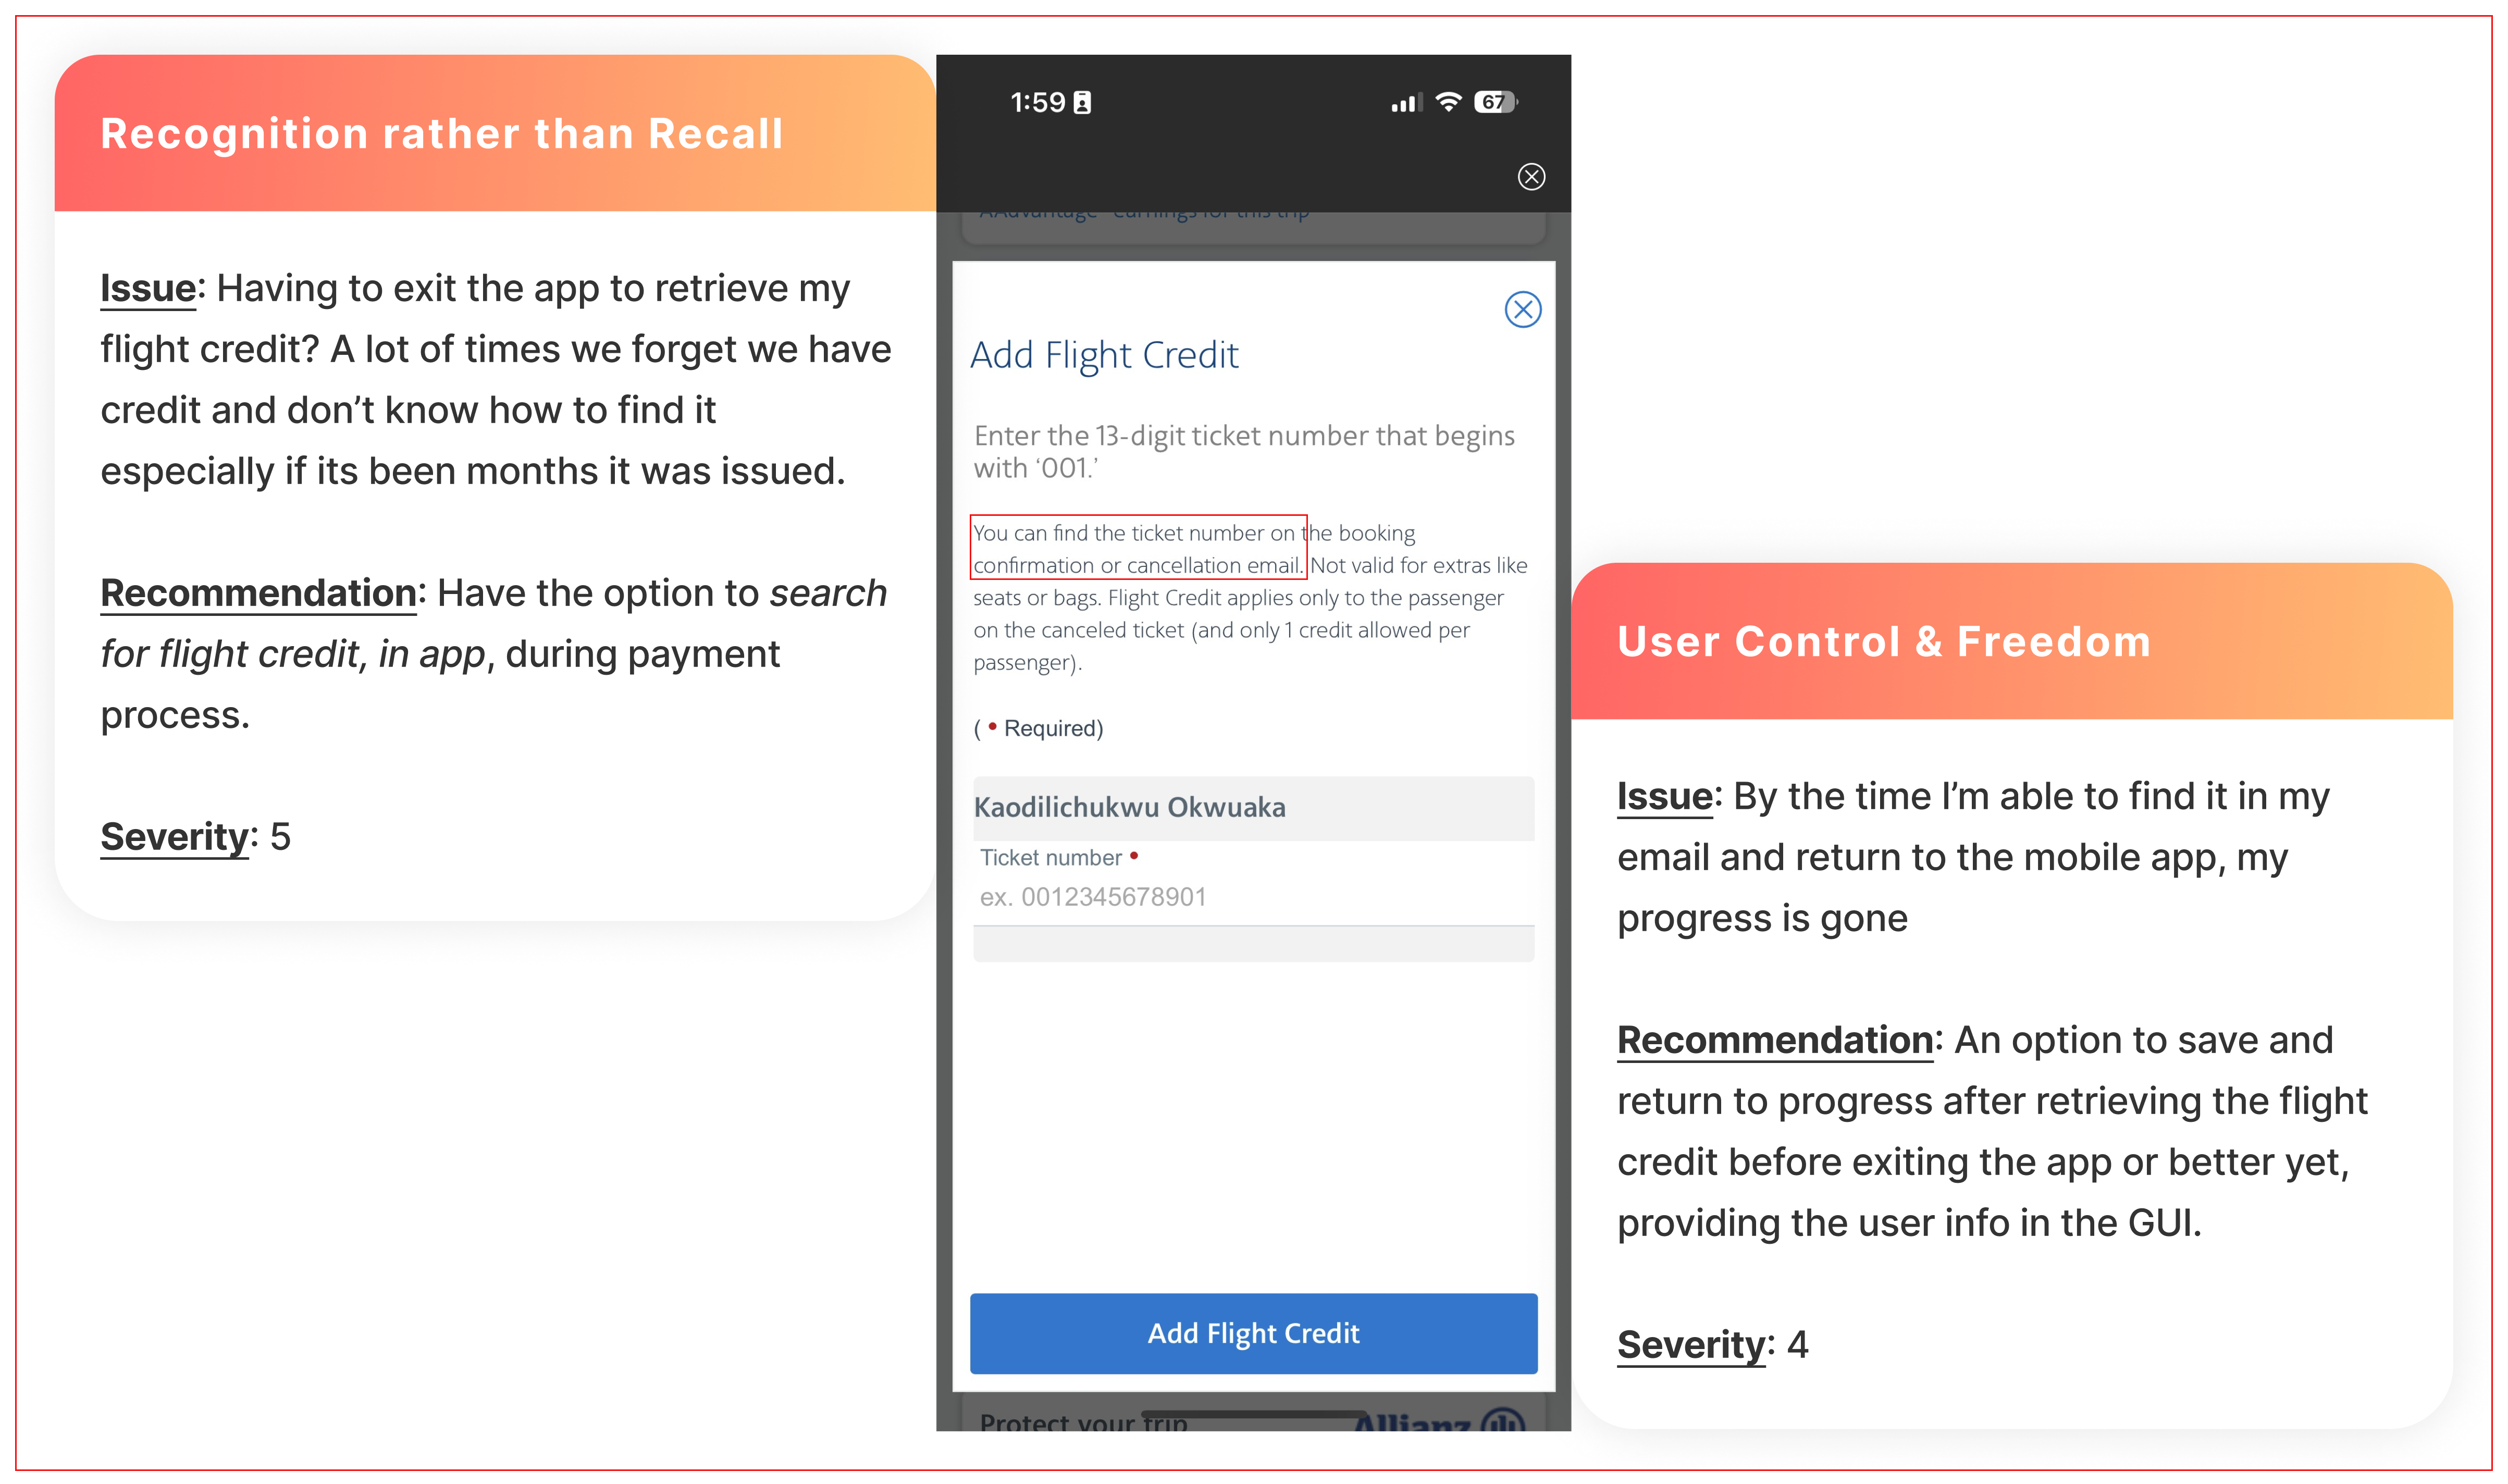 Recognition rather than Recall
Issue: Having to exit the app to retrieve my
flight credit? A lot of times we forget we have
credit and don’t know how to find it
especially if its been months it was issued.
Recommendation: Have the option to search
for flight credit, in app, during payment
process.
Severity: 5
1:59
67
AAdvantage® earnings for this trip
Add Flight Credit
Enter the 13-digit ticket number that begins
with ‘001.’
You can find the ticket number on the booking
confirmation or cancellation email. Not valid for extras like
seats or bags. Flight Credit applies only to the passenger
on the canceled ticket (and only 1 credit allowed per
passenger).
( • Required)
Kaodilichukwu Okwuaka
Ticket number •
ex. 0012345678901
Add Flight Credit
Protect your trip
Allianz
User Control & Freedom
Issue: By the time I’m able to find it in my
email and return to the mobile app, my
progress is gone
Recommendation: An option to save and
return to progress after retrieving the flight
credit before exiting the app or better yet,
providing the user info in the GUI.
Severity: 4